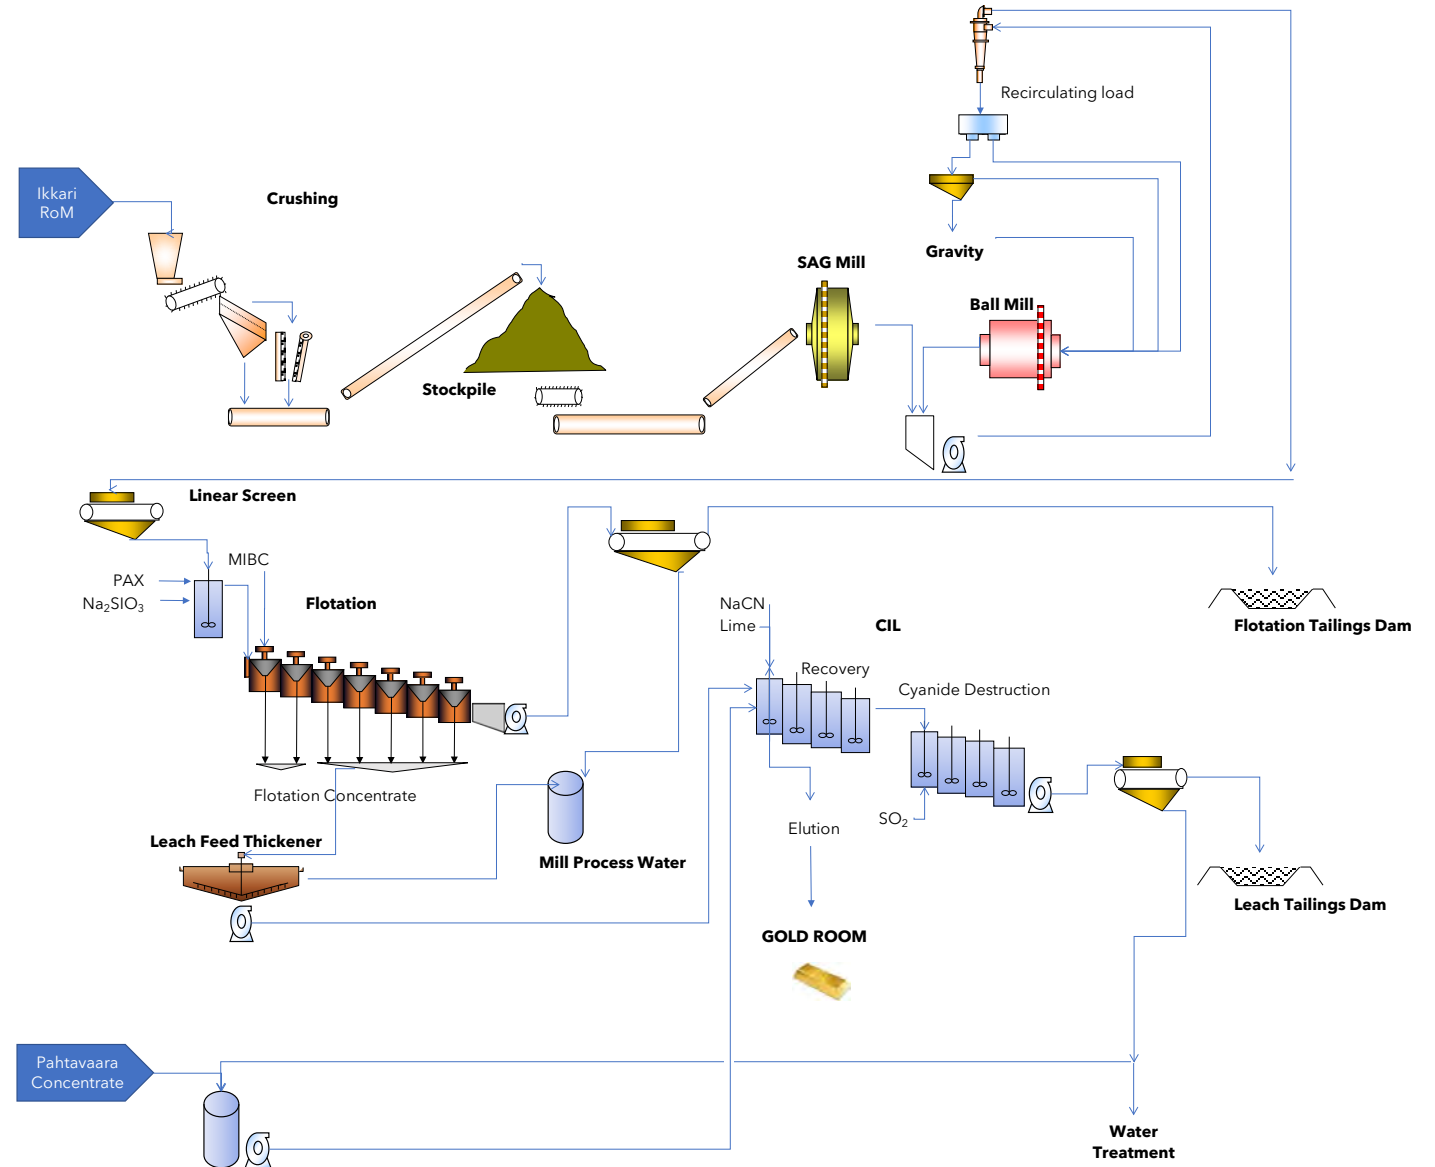 Recirculating load
Ikkari
RoM
Crushing
Gravity
SAG Mill
Ball Mill
Stockpile
Linear Screen
MIBC
PAX
Na₂SIO₃
Flotation
NaCN
Lime
CIL
Flotation Tailings Dam
Recovery
Cyanide Destruction
Flotation Concentrate
SO₂
Elution
Leach Feed Thickener
Mill Process Water
Leach Tailings Dam
GOLD ROOM
Pahtavaara
Concentrate
Water
Treatment